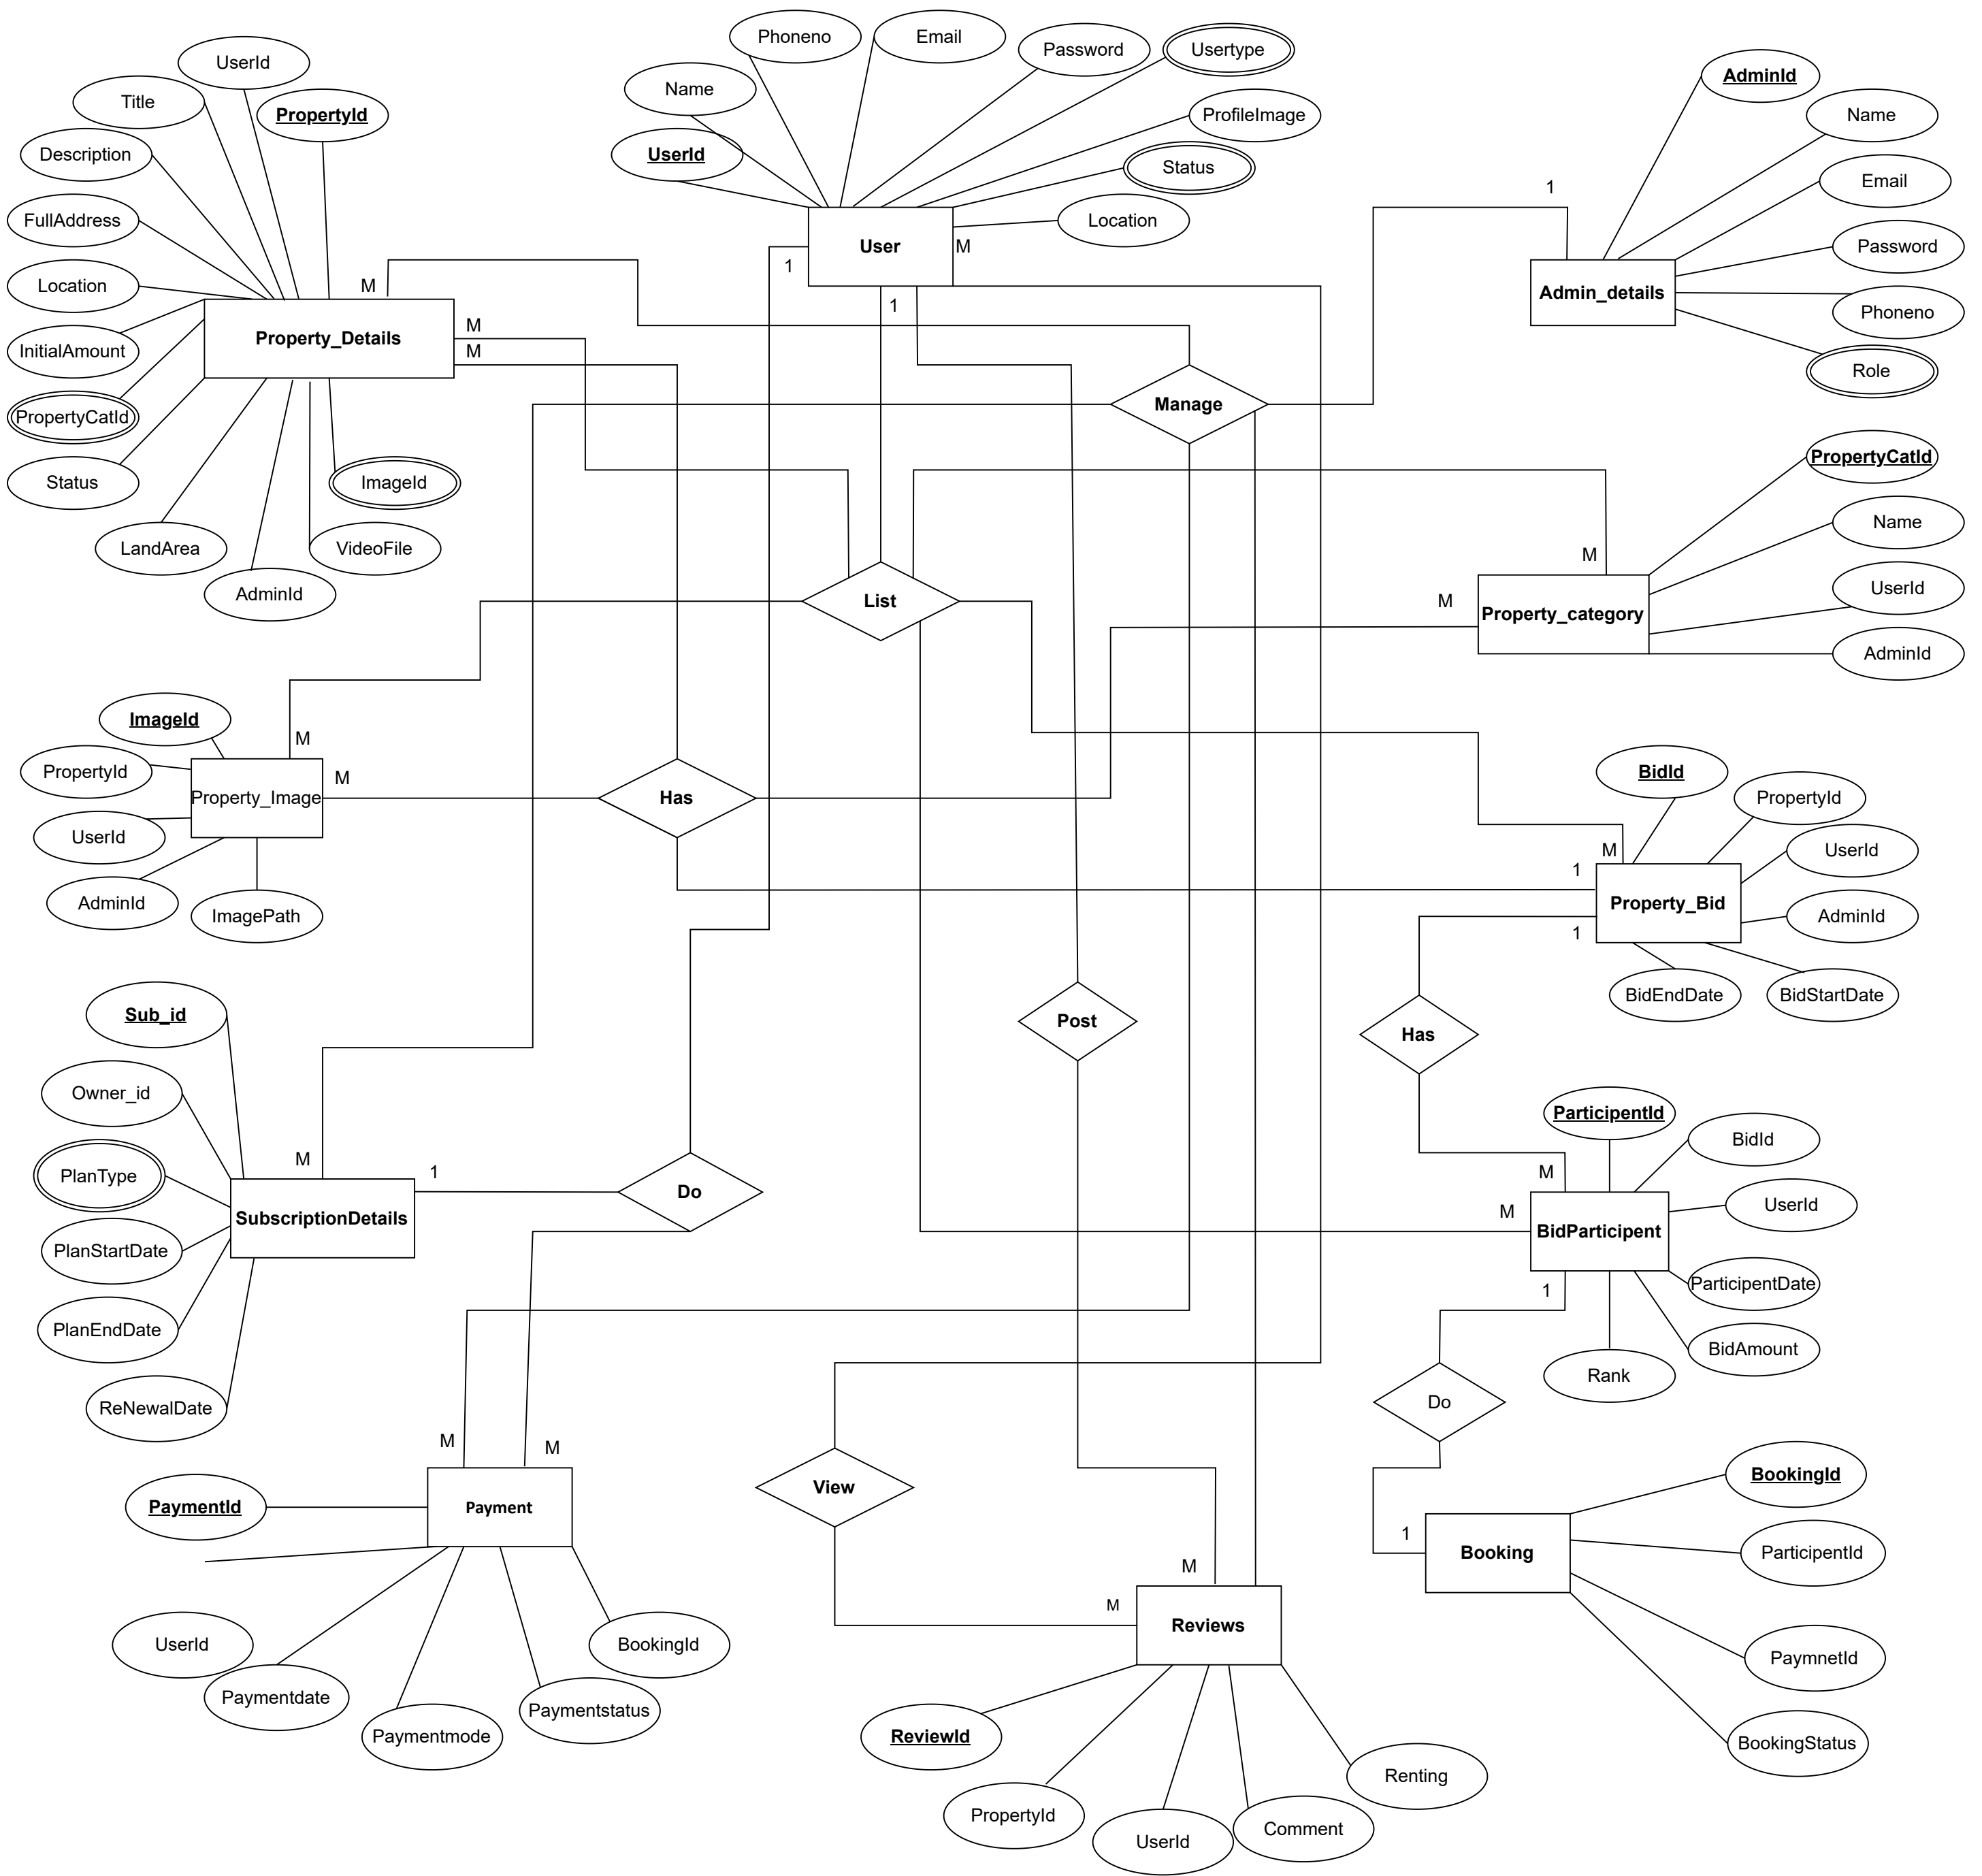 Phoneno
Email
Password
Usertype
UserId
Title
PropertyId
Name
ProfileImage
AdminId
Name
Description
UserId
Status
Email
FullAddress
Location
Password
User
M
1
1
Location
M
InitialAmount
Property_Details
M
M
1
Admin_details
Phoneno
Role
PropertyCatId
Status
ImageId
Manage
PropertyCatId
LandArea
VideoFile
AdminId
Name
M
List
M
Property_category
UserId
AdminId
ImageId
M
PropertyId
M
Property_Image
Has
UserId
AdminId
ImagePath
BidId
PropertyId
M
UserId
1
Property_Bid
AdminId
1
BidEndDate
BidStartDate
Sub_id
Post
Has
Owner_id
ParticipentId
BidId
PlanType
M
1
Do
M
UserId
M
SubscriptionDetails
BidParticipent
PlanStartDate
ParticipentDate
1
PlanEndDate
BidAmount
Rank
ReNewalDate
Do
M
M
View
BookingId
PaymentId
Payment
1
Booking
ParticipentId
M
M
Reviews
UserId
BookingId
PaymnetId
Paymentdate
Paymentmode
Paymentstatus
ReviewId
BookingStatus
Renting
PropertyId
UserId
Comment